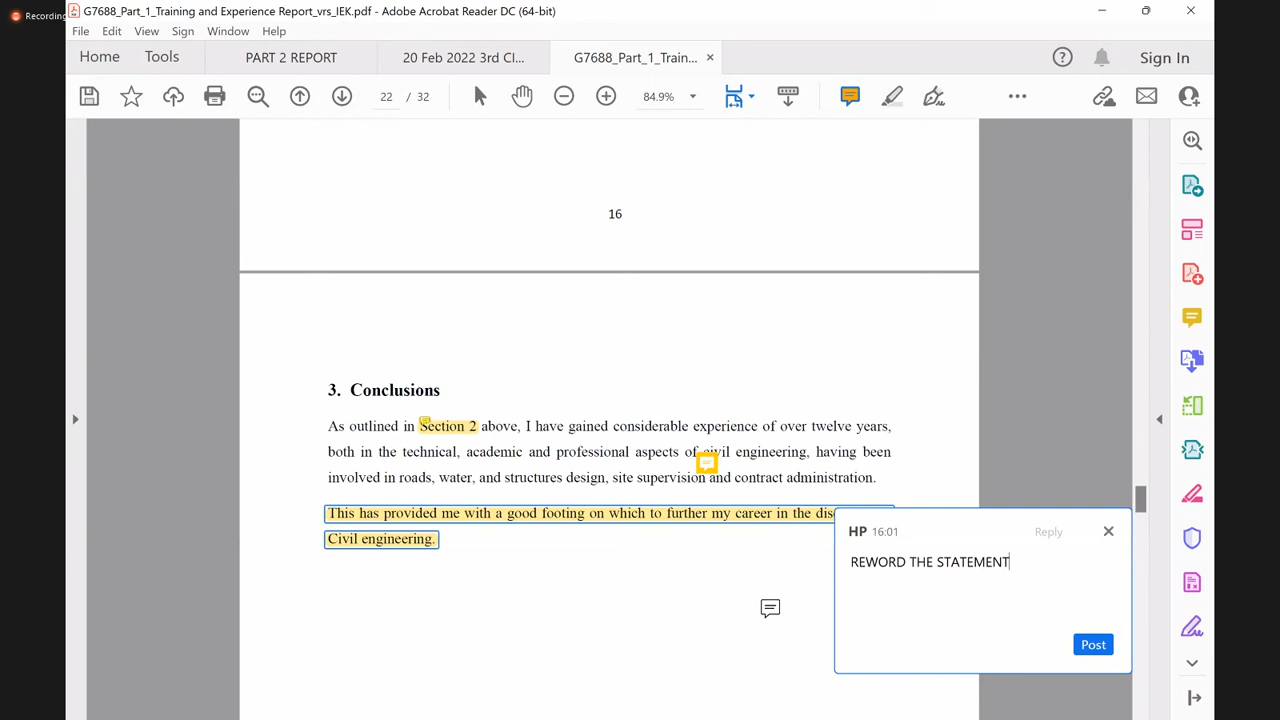 Recording
G7688_Part_1_Training and Experience Report_vrs_IEK.pdf - Adobe Acrobat Reader DC (64-bit)
File Edit View Sign Window Help
Home Tools PART 2 REPORT 20 Feb 2022 3rd Cl... G7688_Part_1_Train... Sign In
22 / 32 84.9%
16
3. Conclusions
As outlined in Section 2 above, I have gained considerable experience of over twelve years,
both in the technical, academic and professional aspects of civil engineering, having been
involved in roads, water, and structures design, site supervision and contract administration.
This has provided me with a good footing on which to further my career in the
Civil engineering.
HP 16:01 Reply
REWORD THE STATEMENT
Post